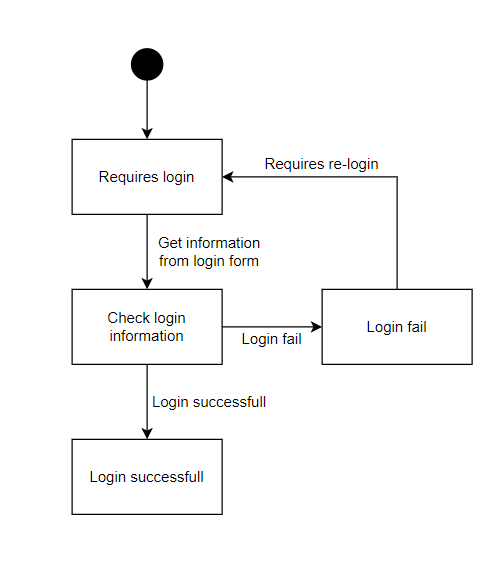 Requires re-login
Requires login
Get information
from login form
Check login
information
Login fail
Login fail
Login successfull
Login successfull